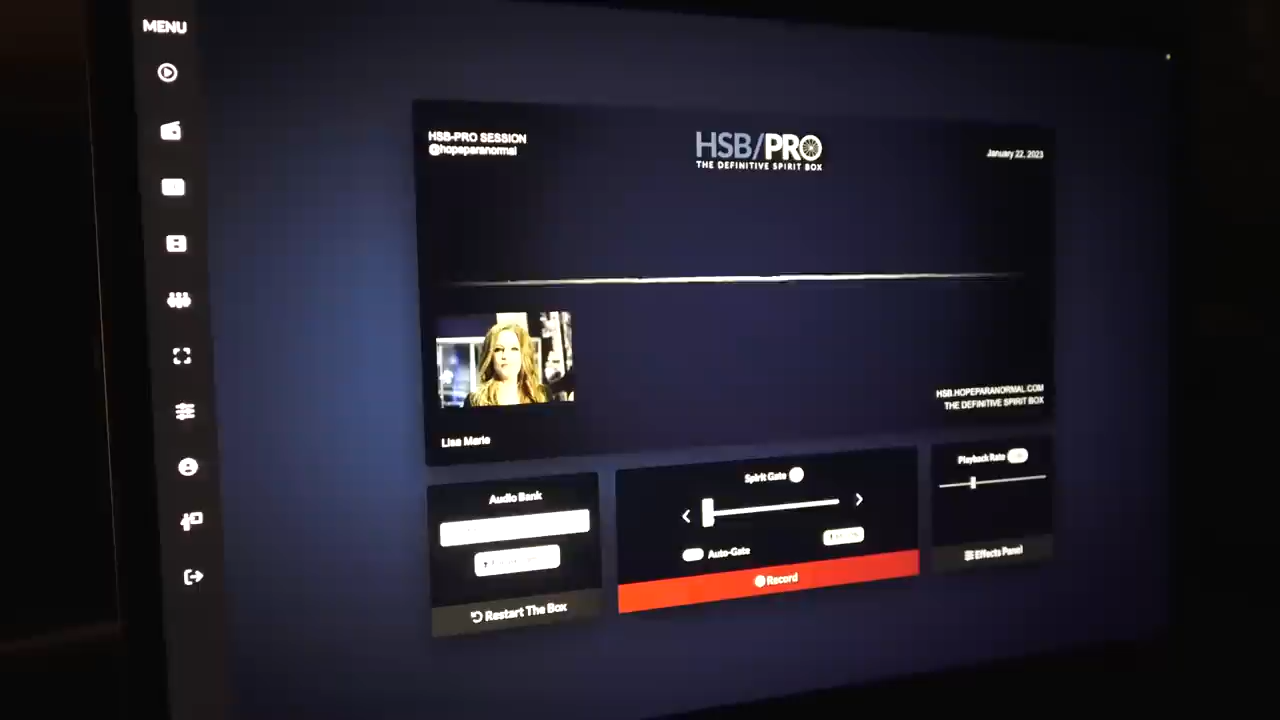 MENU
HSB-PRO SESSION
@hopeparanormal
HSB/PRO
THE DEFINITIVE SPIRIT BOX
January 22, 2023
HSB.HOPEPARANORMAL.COM
THE DEFINITIVE SPIRIT BOX
Lisa Marie
Audio Bank
Restart The Box
Spirit Gate
Auto-Gate
Record
Playback Rate
Effects Panel